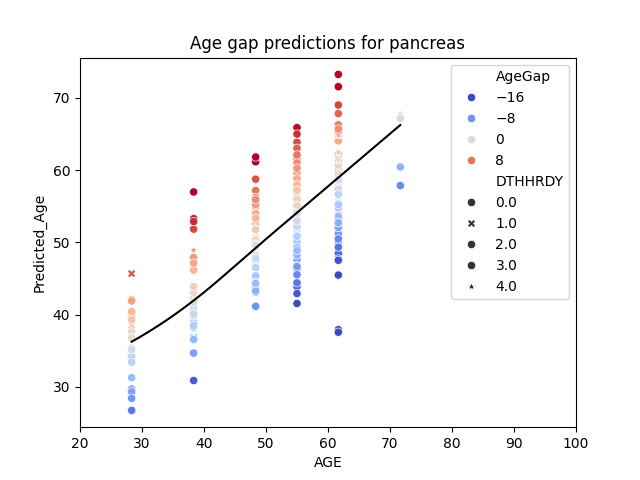 Age gap predictions for pancreas
Predicted_Age
70
60
50
40
30
20 30 40 50 60 70 80 90 100
AGE
AgeGap
−16
−8
0
8
DTHHRDY
0.0
1.0
2.0
3.0
4.0